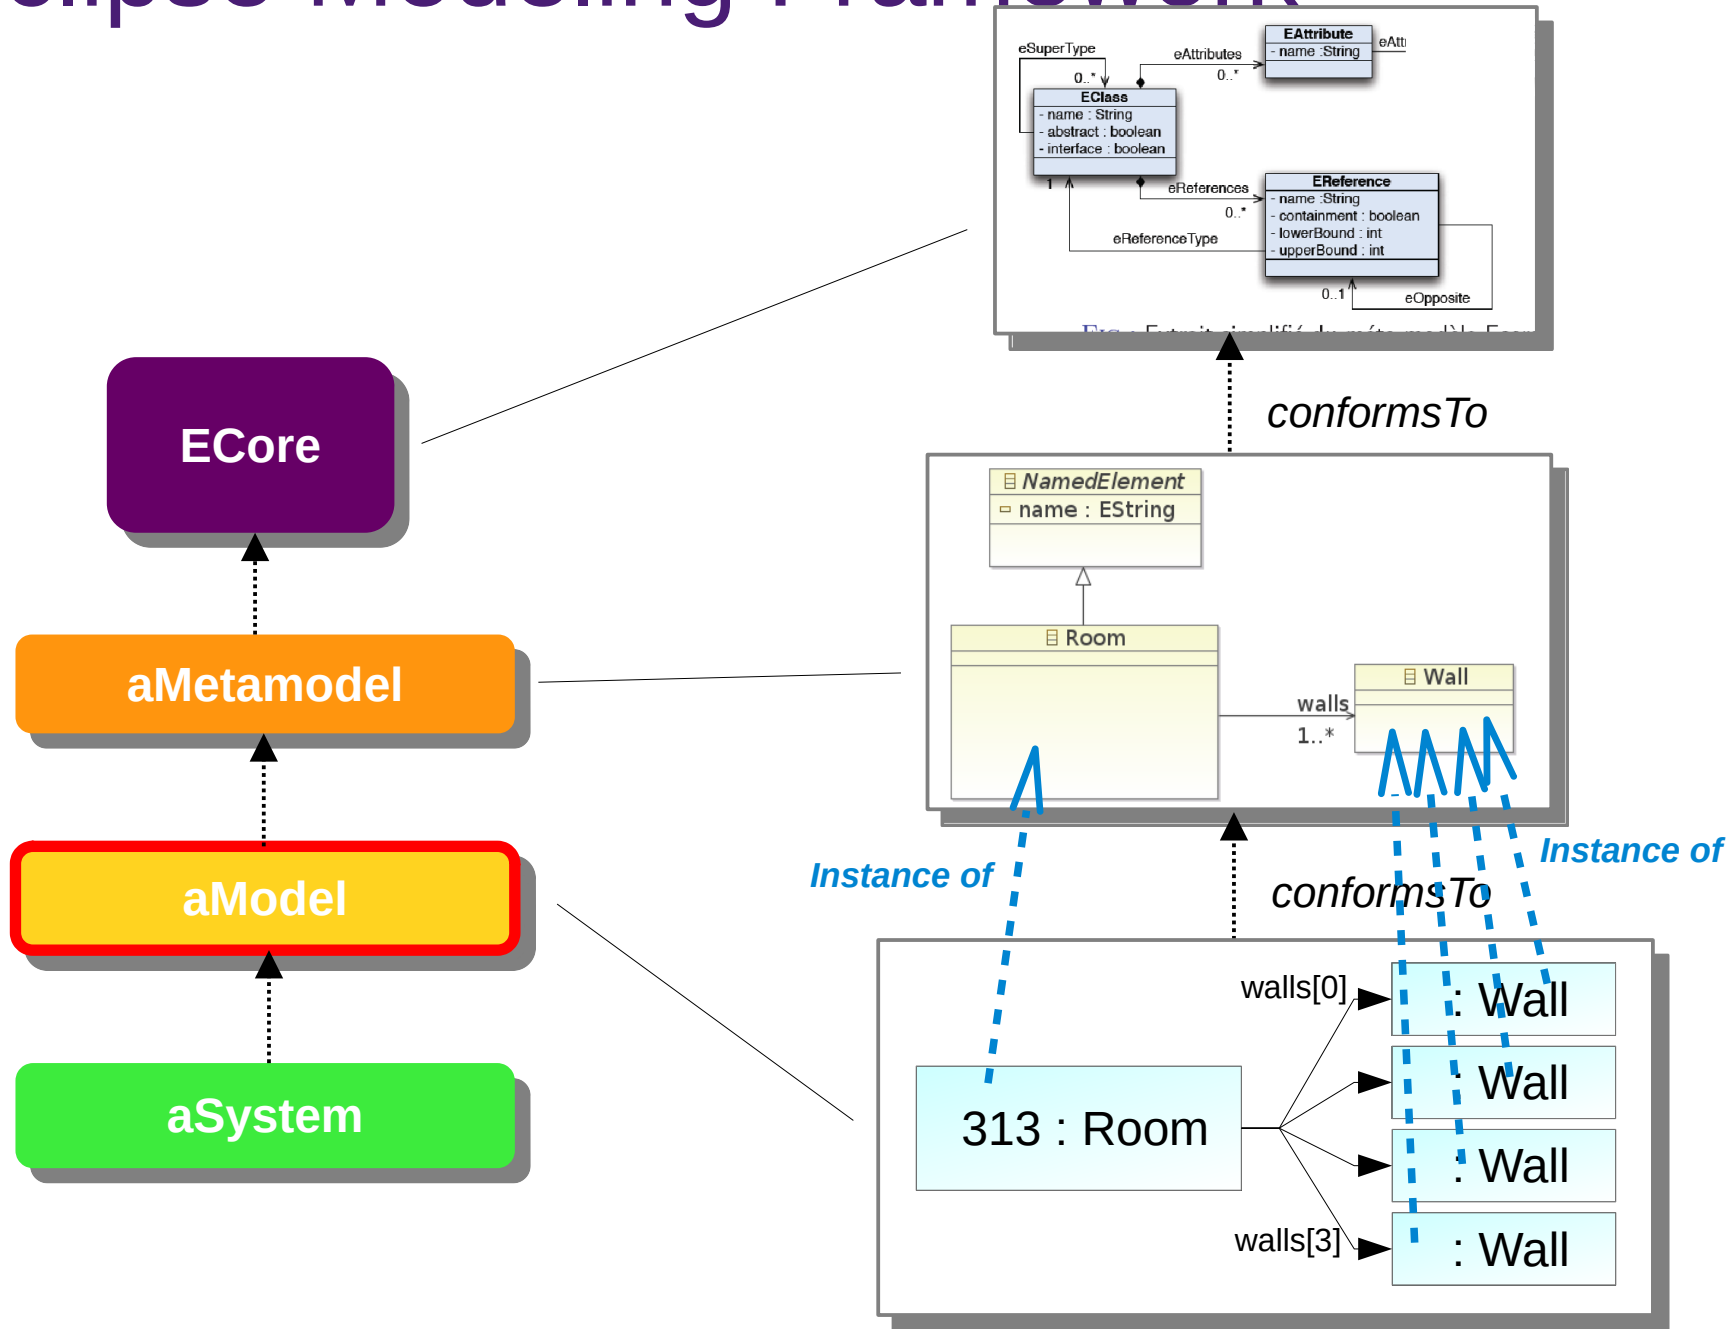 Modeling Framework
EAttribute
- name :String
eSuperType
eAttributes
0..*
0..*
EClass
- name : String
- abstract : boolean
- interface : boolean
1
eReferences
0..*
EReference
- name :String
- containment : boolean
- lowerBound : int
- upperBound : int
eReferenceType
0..1
eOpposite
conformsTo
ECore
NamedElement
name : EString
Room
aMetamodel
Wall
walls
1..*
Instance of
Instance of
conformsTo
aModel
walls[0]
: Wall
: Wall
313 : Room
aSystem
: Wall
walls[3]
: Wall